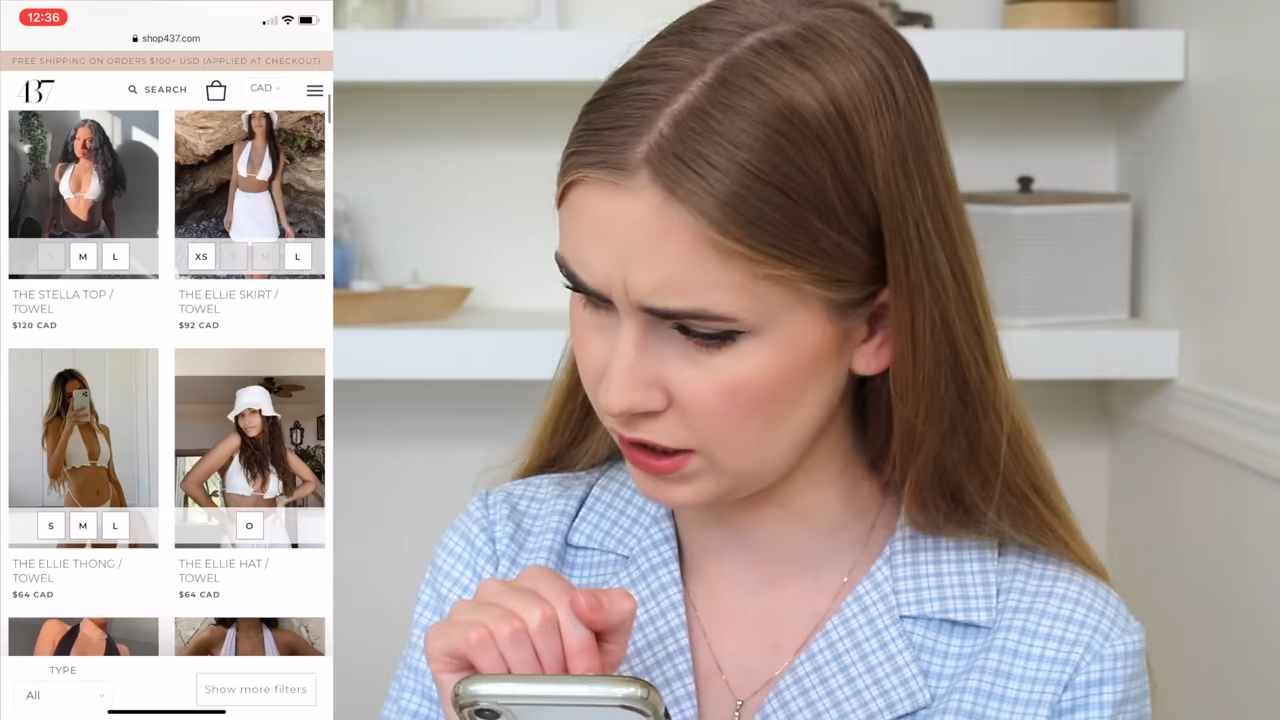 12:36
shop437.com
FREE SHIPPING ON ORDERS $100+ USD (APPLIED AT CHECKOUT)
437
SEARCH
CAD
S M L
XS S M L
THE STELLA TOP /
TOWEL
$120 CAD
THE ELLIE SKIRT /
TOWEL
$92 CAD
S M L
O
THE ELLIE THONG /
TOWEL
$64 CAD
THE ELLIE HAT /
TOWEL
$64 CAD
TYPE
All
Show more filters